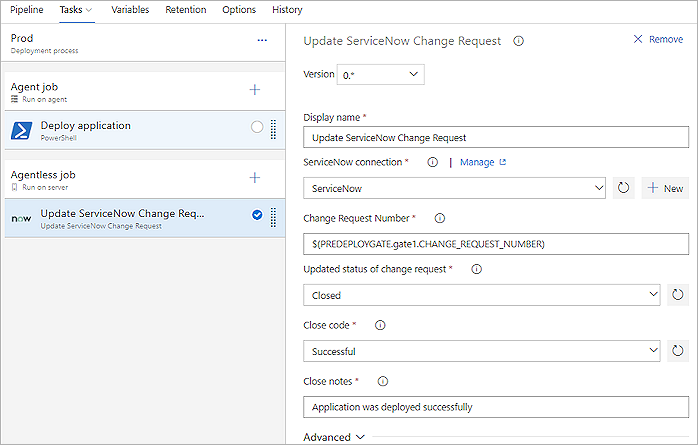 Pipeline Tasks Variables Retention Options History
Prod
Deployment process
Agent job
Run on agent
Deploy application
PowerShell
Agentless job
Run on server
now
Update ServiceNow Change Req...
Update ServiceNow Change Request
Update ServiceNow Change Request
Remove
Version 0.*
Display name *
Update ServiceNow Change Request
ServiceNow connection * | Manage
ServiceNow
New
Change Request Number *
$(PREDEPLOYGATE.gate1.CHANGE_REQUEST_NUMBER)
Updated status of change request *
Closed
Close code *
Successful
Close notes *
Application was deployed successfully
Advanced